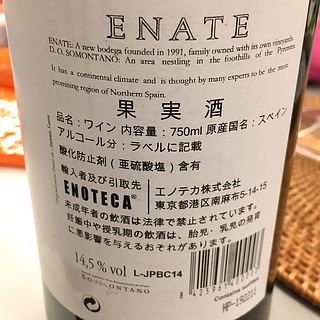 ENATE
ENATE: A new bodega founded in 1991, family owned with its own vineyards.
D. O. SOMONTANO: An area nestling in the foothills of the Pyrenees.
It has a continental climate and is thought by many experts to be the most
promising region of Northern Spain.
果実酒
品名：ワイン 内容量：750ml 原産国名：スペイン
アルコール分：ラベルに記載
酸化防止剤（亜硫酸塩）含有
輸入者及び引取先
ENOTECA エノテカ株式会社
東京都港区南麻布5-14-15
未成年者の飲酒は法律で禁止されています。
妊娠中や授乳期の飲酒は、胎児・乳児の発育
に悪影響を与えるおそれがあります。
14,5% vol L-JPBC14
SOMONTANO
Contains sulfites